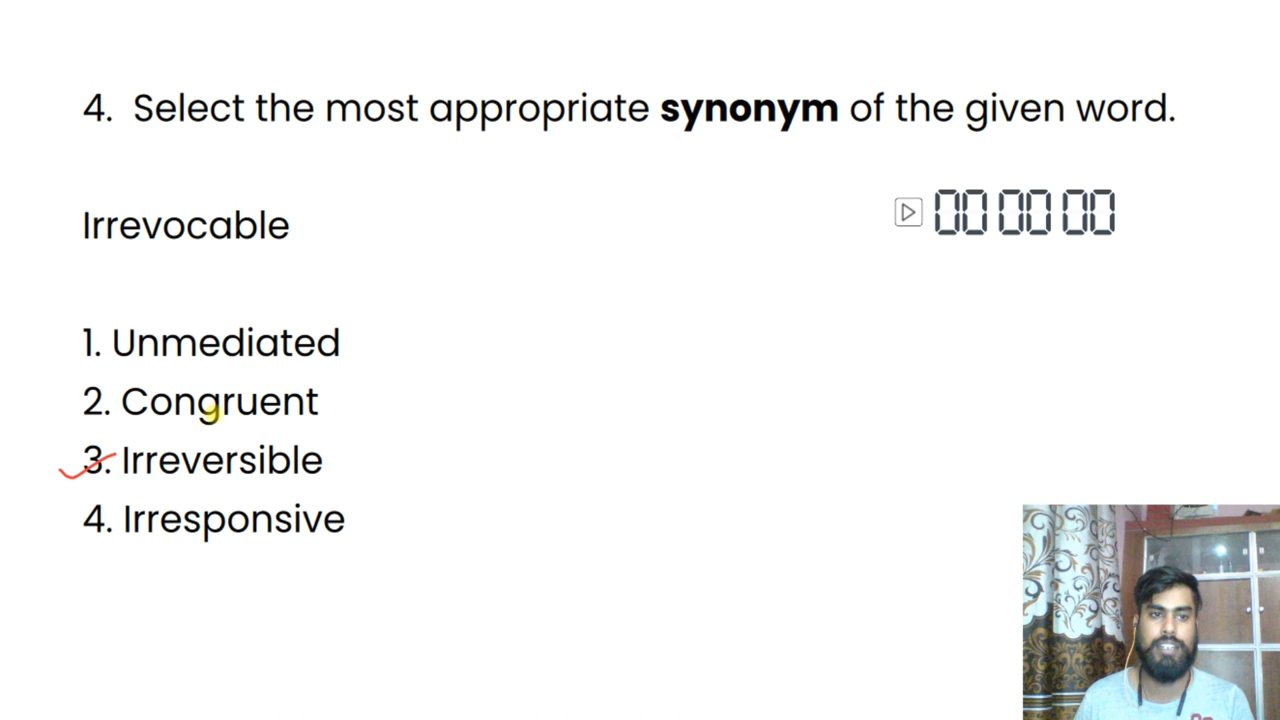 4. Select the most appropriate synonym of the given word.
Irrevocable
00 00 00
1. Unmediated
2. Congruent
3. Irreversible
4. Irresponsive